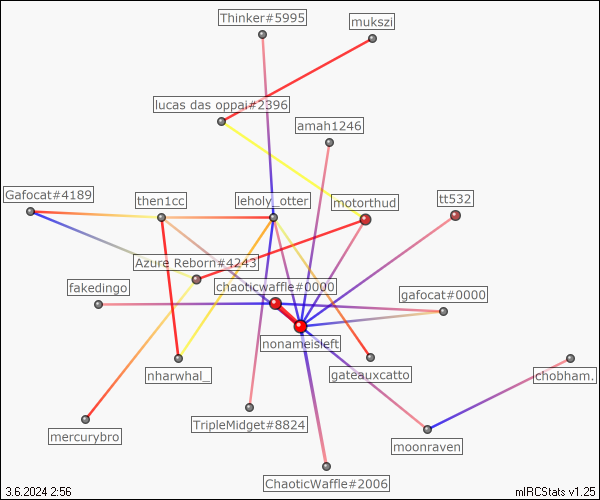 Thinker#5995
mukszi
lucas das oppai#2396
amah1246
Gafocat#4189
then1cc
leholy_otter
motorthud
tt532
Azure Reborn#4243
fakedingo
chaoticwaffle#0000
gafocat#0000
nonameisleft
nharwhal_
gateauxcatto
chobham.
mercurybro
TripleMidget#8824
moonraven
ChaoticWaffle#2006
3.6.2024 2:56
mIRCStats v1.25